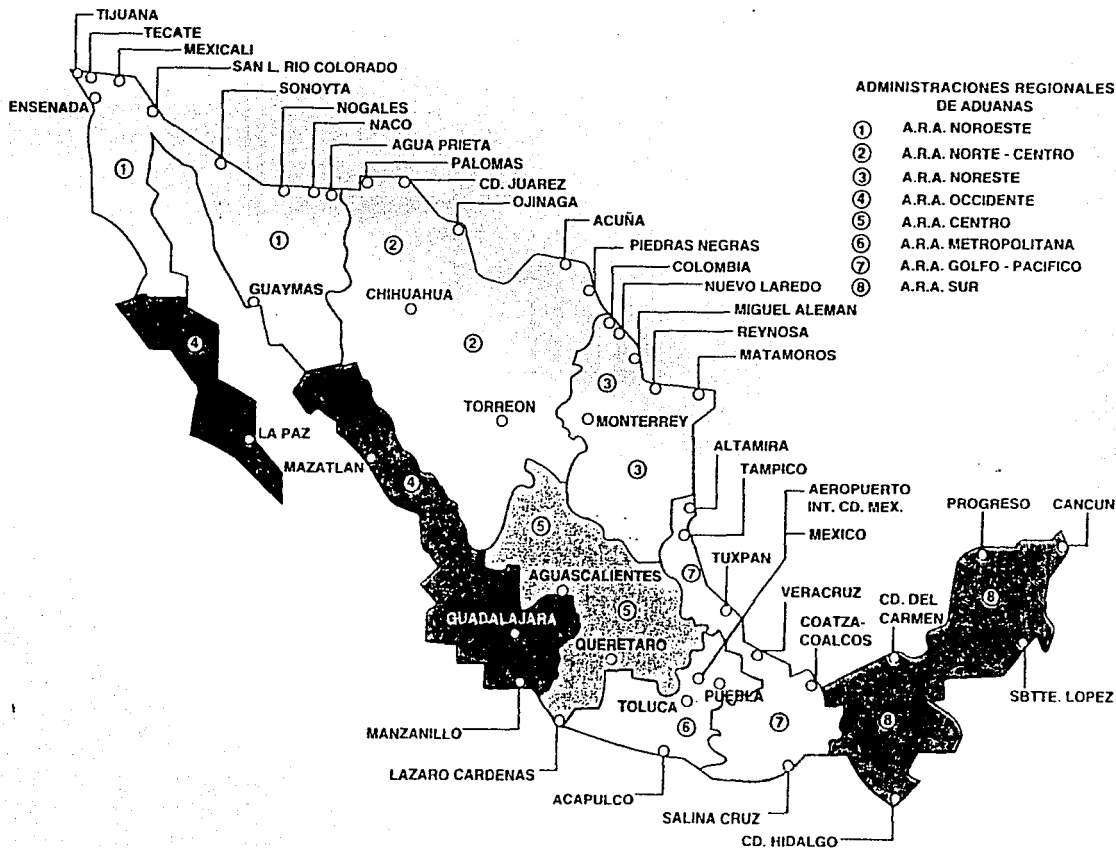 TIJUANA
TECATE
MEXICALI
SAN L. RIO COLORADO
SONOYTA
ENSENADA
NOGALES
NACO
AGUA PRIETA
PALOMAS
CD. JUAREZ
OJINAGA
ACUÑA
PIEDRAS NEGRAS
COLOMBIA
NUEVO LAREDO
MIGUEL ALEMAN
REYNOSA
MATAMOROS
ADMINISTRACIONES REGIONALES
DE ADUANAS
① A.R.A. NOROESTE
② A.R.A. NORTE - CENTRO
③ A.R.A. NORESTE
④ A.R.A. OCCIDENTE
⑤ A.R.A. CENTRO
⑥ A.R.A. METROPOLITANA
⑦ A.R.A. GOLFO - PACIFICO
⑧ A.R.A. SUR
①
①
②
GUAYMAS
CHIHUAHUA
②
④
③
TORREON
MONTERREY
LA PAZ
MAZATLAN
④
③
ALTAMIRA
TAMPICO
AEROPUERTO
INT. CD. MEX.
MEXICO
PROGRESO
CANCUN
⑤
⑦
TUXPAN
AGUASCALIENTES
VERACRUZ
⑧
⑤
GUADALAJARA
COATZA-
COALCOS
CD. DEL
CARMEN
QUERETARO
SBTTE. LOPEZ
PUEBLA
TOLUCA
⑥
⑦
⑧
MANZANILLO
LAZARO CARDENAS
ACAPULCO
SALINA CRUZ
CD. HIDALGO